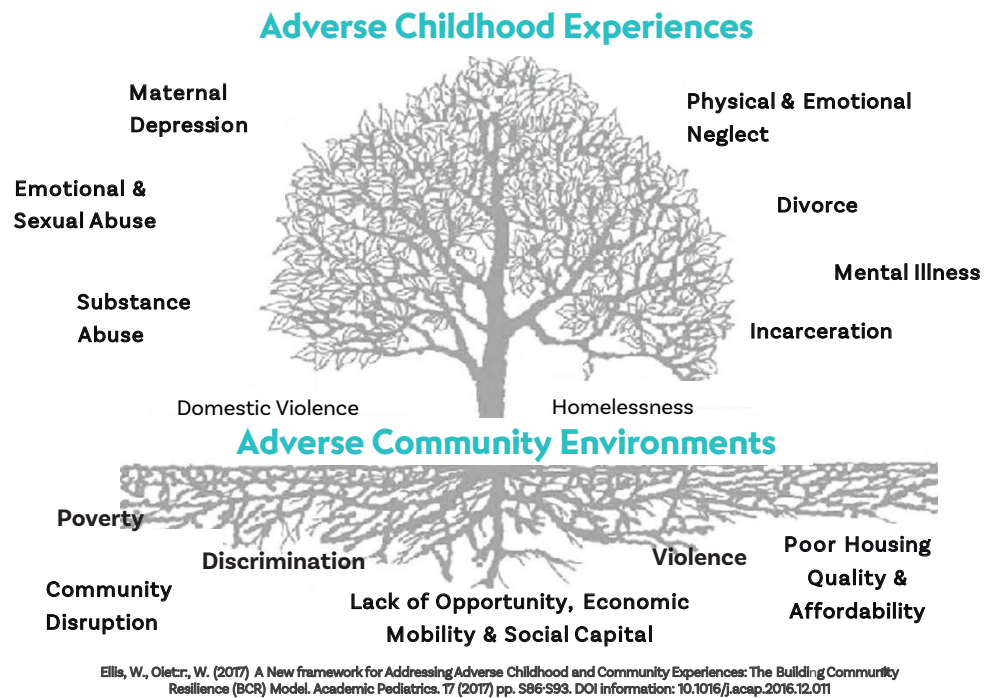 Adverse Childhood Experiences
Maternal
Depression
Physical & Emotional
Neglect
Emotional &
Sexual Abuse
Divorce
Mental Illness
Substance
Abuse
Incarceration
Domestic Violence
Homelessness
Adverse Community Environments
Poverty
Discrimination
Violence
Poor Housing
Quality &
Affordability
Community
Disruption
Lack of Opportunity, Economic
Mobility & Social Capital
Ellis, W., Dietz, W. (2017) A New framework for Addressing Adverse Childhood and Community Experiences: The Building Community
Resilience (BCR) Model. Academic Pediatrics. 17 (2017) pp. S86-S93. DOI information: 10.1016/j.acap.2016.12.011